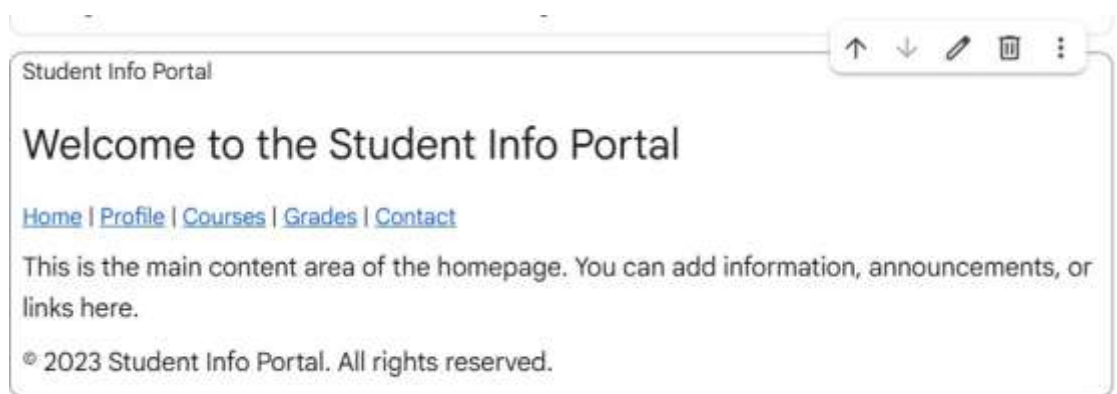 Student Info Portal
Welcome to the Student Info Portal
Home | Profile | Courses | Grades | Contact
This is the main content area of the homepage. You can add information, announcements, or
links here.
© 2023 Student Info Portal. All rights reserved.